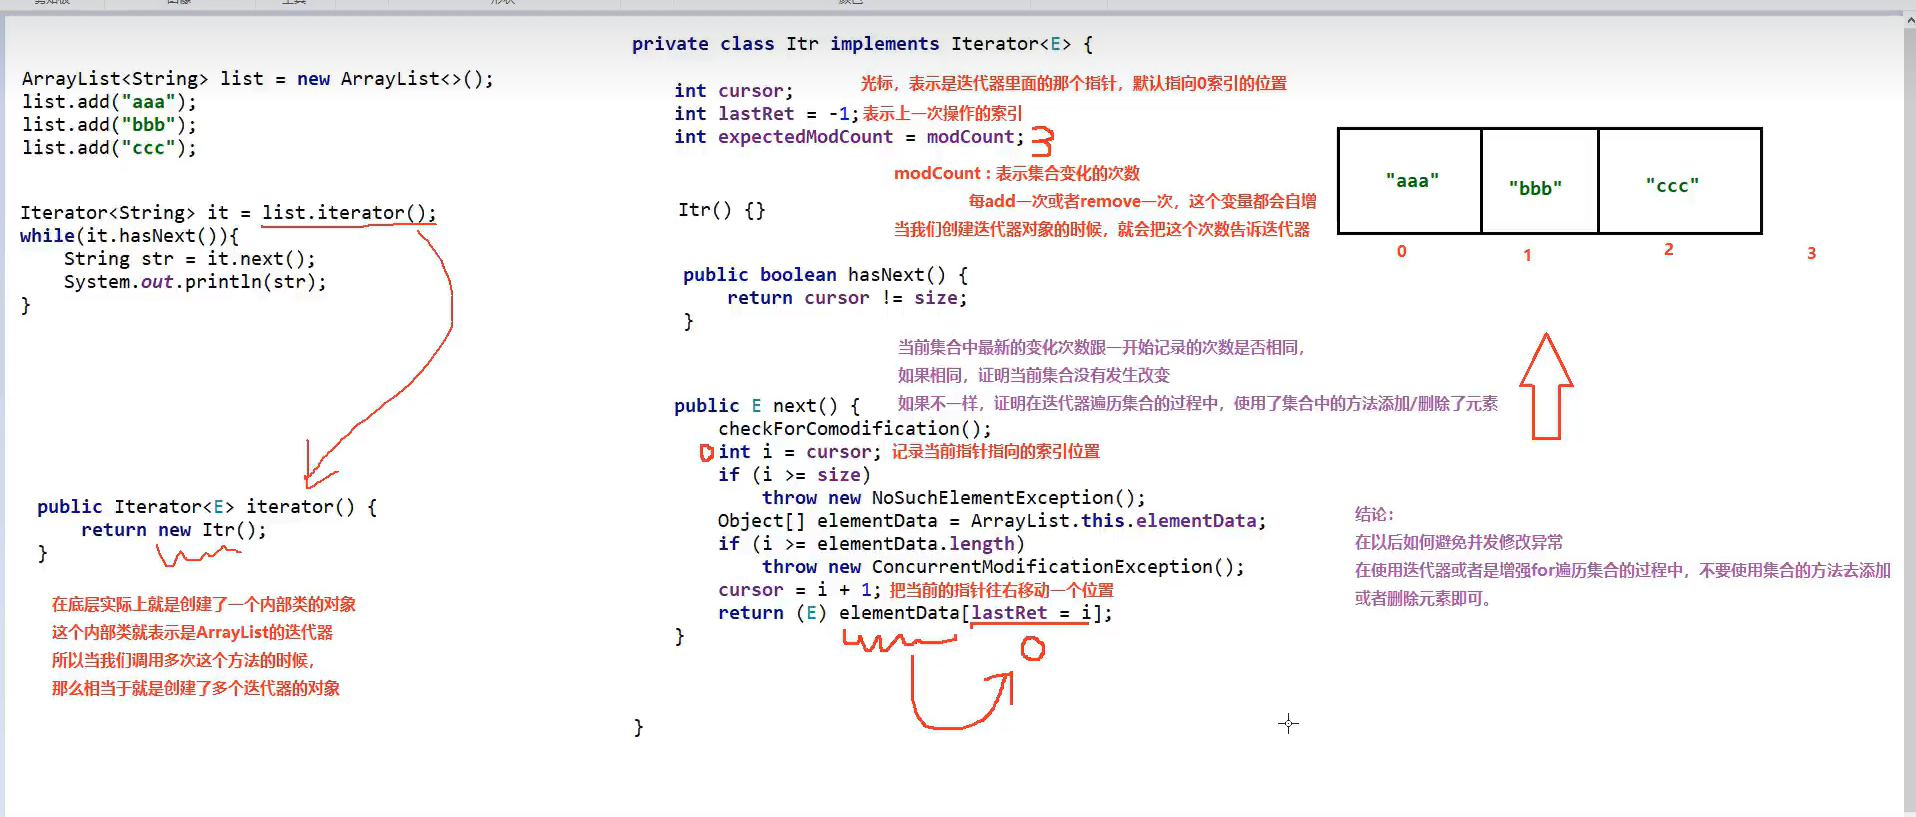 ArrayList<String> list = new ArrayList<>();
list.add("aaa");
list.add("bbb");
list.add("ccc");
Iterator<String> it = list.iterator();
while(it.hasNext()){
String str = it.next();
System.out.println(str);
}
public Iterator<E> iterator() {
return new Itr();
}
在底层实际上就是创建了一个内部类的对象
这个内部类就表示是ArrayList的迭代器
所以当我们调用多次这个方法的时候，
那么相当于就是创建了多个迭代器的对象
private class Itr implements Iterator<E> {
int cursor; 光标，表示是迭代器里面的那个指针，默认指向0索引的位置
int lastRet = -1; 表示上一次操作的索引
int expectedModCount = modCount; 3
modCount：表示集合变化的次数
每add一次或者remove一次，这个变量都会自增
Itr() {}
当我们创建迭代器对象的时候，就会把这个次数告诉迭代器
public boolean hasNext() {
return cursor != size;
}
当前集合中最新的变化次数跟一开始记录的次数是否相同，
如果相同，证明当前集合没有发生改变
如果不一样，证明在迭代器遍历集合的过程中，使用了集合中的方法添加/删除了元素
public E next() {
checkForComodification();
0 int i = cursor; 记录当前指针指向的索引位置
if (i >= size)
throw new NoSuchElementException();
Object[] elementData = ArrayList.this.elementData;
if (i >= elementData.length)
throw new ConcurrentModificationException();
cursor = i + 1; 把当前的指针往右移动一个位置
return (E) elementData[lastRet = i];
}
0
}
"aaa" "bbb" "ccc"
0 1 2 3
结论：
在以后如何避免并发修改异常
在使用迭代器或者是增强for遍历集合的过程中，不要使用集合的方法去添加
或者删除元素即可。